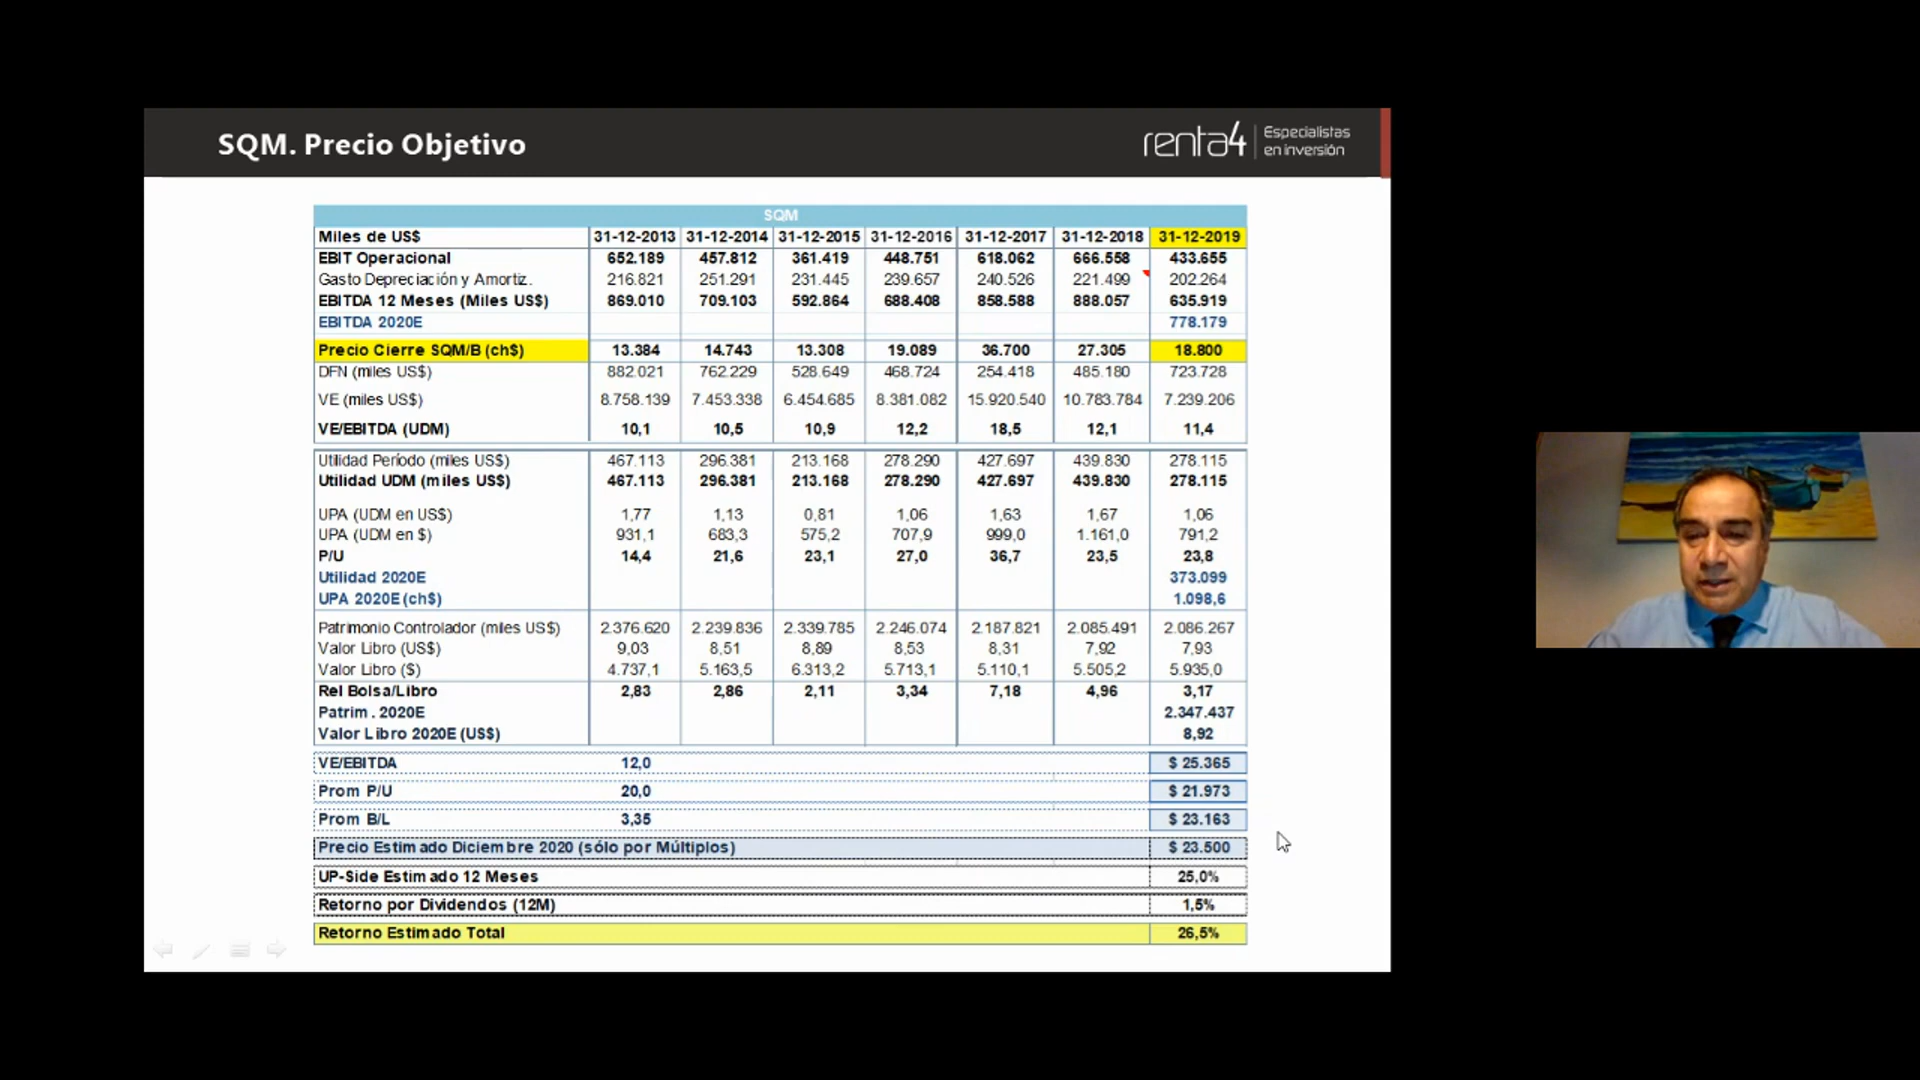 SQM. Precio Objetivo
renta4 Especialistas en inversión
SQM
Miles de US$ 31-12-2013 31-12-2014 31-12-2015 31-12-2016 31-12-2017 31-12-2018 31-12-2019
EBIT Operacional 652.189 457.812 361.419 448.751 618.062 666.558 433.655
Gasto Depreciación y Amortiz. 216.821 251.291 231.445 239.657 240.526 221.499 202.264
EBITDA 12 Meses (Miles US$) 869.010 709.103 592.864 688.408 858.588 888.057 635.919
EBITDA 2020E 778.179
Precio Cierre SQM/B (ch$) 13.384 14.743 13.308 19.089 36.700 27.305 18.800
DFN (miles US$) 882.021 762.229 528.649 468.724 254.418 485.180 723.728
VE (miles US$) 8.758.139 7.453.338 6.454.685 8.381.082 15.920.540 10.783.784 7.239.206
VE/EBITDA (UDM) 10,1 10,5 10,9 12,2 18,5 12,1 11,4
Utilidad Período (miles US$) 467.113 296.381 213.168 278.290 427.697 439.830 278.115
Utilidad UDM (miles US$) 467.113 296.381 213.168 278.290 427.697 439.830 278.115
UPA (UDM en US$) 1,77 1,13 0,81 1,06 1,63 1,67 1,06
UPA (UDM en $) 931,1 683,3 575,2 707,9 999,0 1.161,0 791,2
P/U 14,4 21,6 23,1 27,0 36,7 23,5 23,8
Utilidad 2020E 373.099
UPA 2020E (ch$) 1.098,6
Patrimonio Controlador (miles US$) 2.376.620 2.239.836 2.339.785 2.246.074 2.187.821 2.085.491 2.086.267
Valor Libro (US$) 9,03 8,51 8,89 8,53 8,31 7,92 7,93
Valor Libro ($) 4.737,1 5.163,5 6.313,2 5.713,1 5.110,1 5.505,2 5.935,0
Rel Bolsa/Libro 2,83 2,86 2,11 3,34 7,18 4,96 3,17
Patrim. 2020E 2.347.437
Valor Libro 2020E (US$) 8,92
VE/EBITDA 12,0 $ 25.365
Prom P/U 20,0 $ 21.973
Prom B/L 3,35 $ 23.163
Precio Estimado Diciembre 2020 (sólo por Múltiplos) $ 23.500
UP-Side Estimado 12 Meses 25,0%
Retorno por Dividendos (12M) 1,5%
Retorno Estimado Total 26,5%